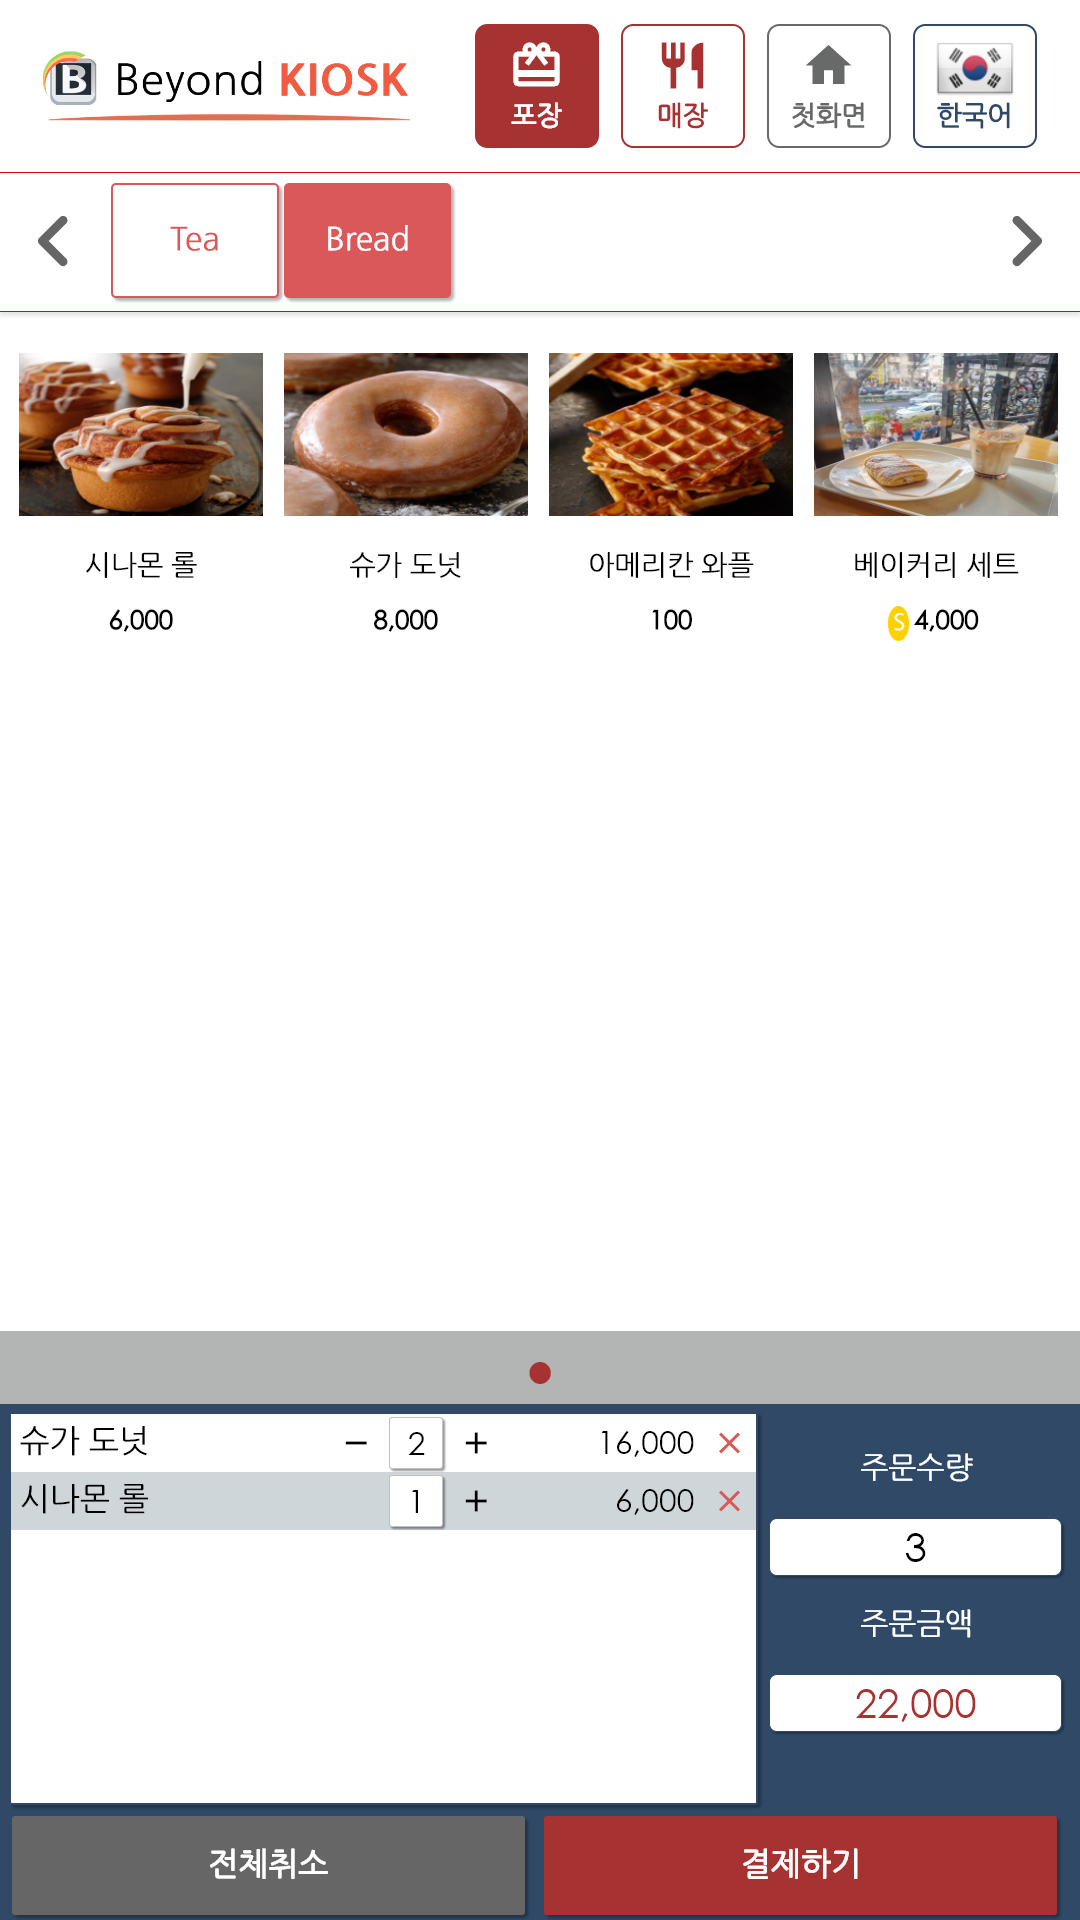 B Beyond KIOSK
포장
매장
첫화면
한국어
Tea
Bread
시나몬 롤
6,000
슈가 도넛
8,000
아메리칸 와플
100
베이커리 세트
S 4,000
슈가 도넛 − 2 + 16,000 ×
시나몬 롤 1 + 6,000 ×
주문수량
3
주문금액
22,000
전체취소
결제하기